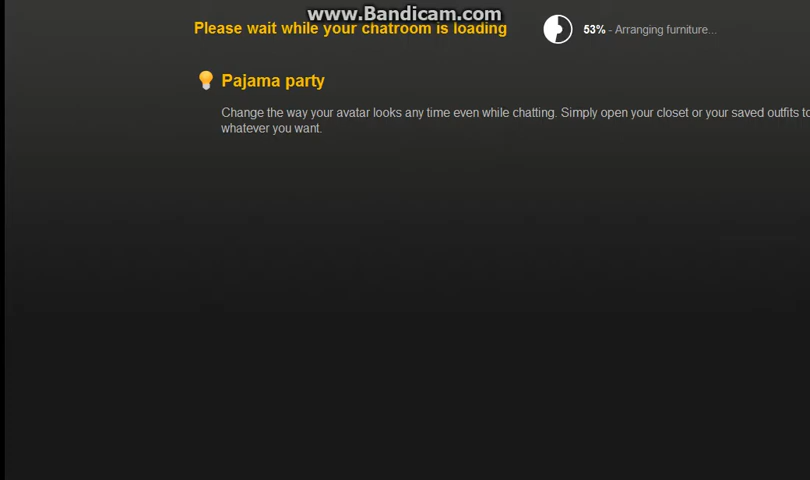 www.Bandicam.com
Please wait while your chatroom is loading
53% - Arranging furniture...
Pajama party
Change the way your avatar looks any time even while chatting. Simply open your closet or your saved outfits to
whatever you want.